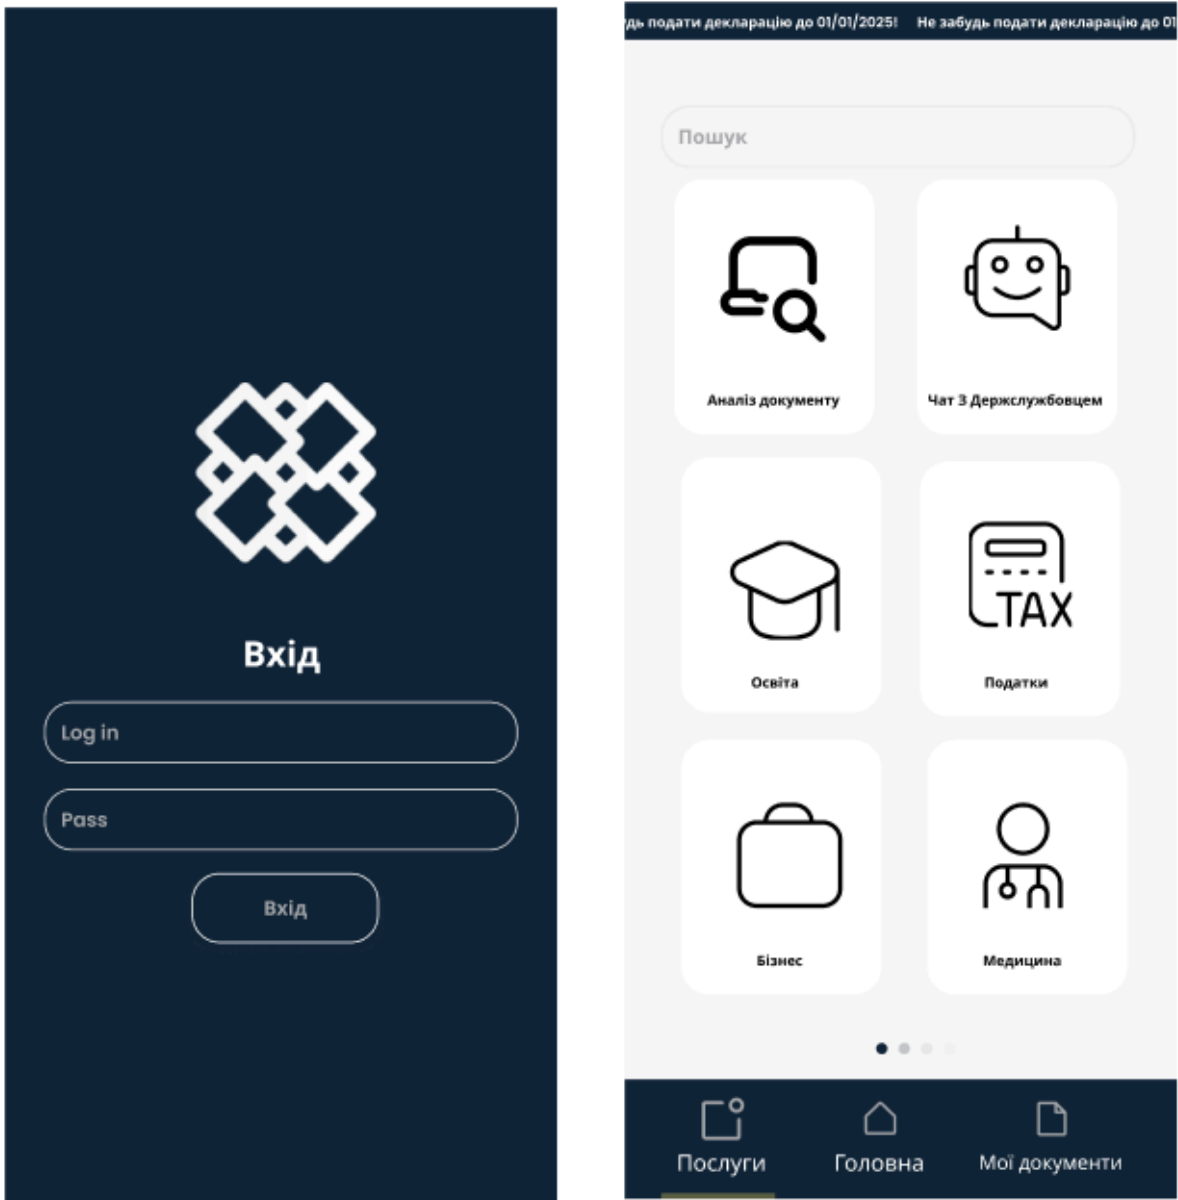 Вхід
Log in
Pass
Вхід
подати декларацію до 01/01/2025! Не забудь подати декларацію до 01
Пошук
Аналіз документу
Чат З Держслужбовцем
Освіта
TAX
Податки
Бізнес
Медицина
Послуги
Головна
Мої документи